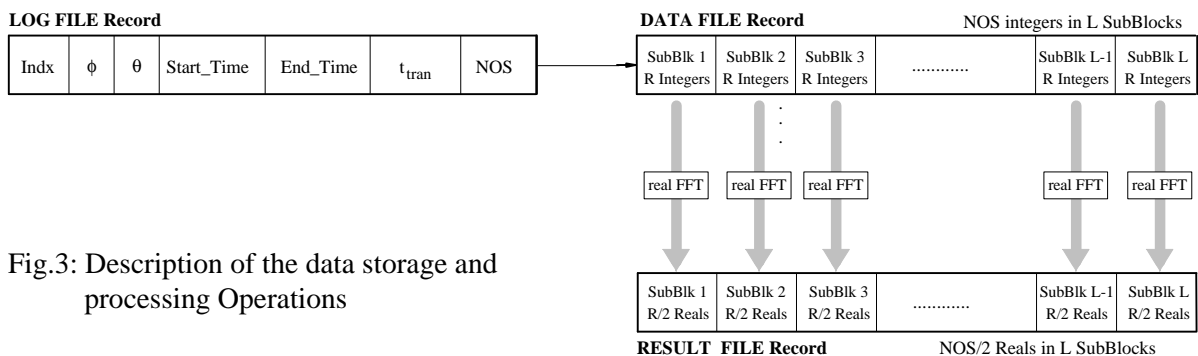 LOG FILE Record
Indx φ θ Start_Time End_Time t_tran NOS
DATA FILE Record NOS integers in L SubBlocks
SubBlk 1 SubBlk 2 SubBlk 3 ............ SubBlk L-1 SubBlk L
R Integers R Integers R Integers R Integers R Integers
real FFT real FFT real FFT real FFT real FFT
Fig.3: Description of the data storage and
processing Operations
SubBlk 1 SubBlk 2 SubBlk 3 ............ SubBlk L-1 SubBlk L
R/2 Reals R/2 Reals R/2 Reals R/2 Reals R/2 Reals
RESULT FILE Record NOS/2 Reals in L SubBlocks